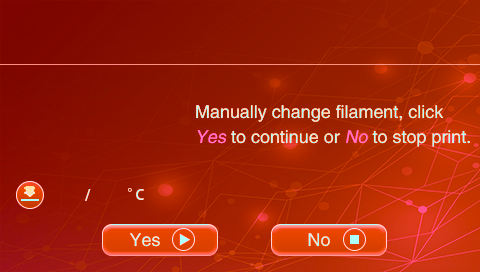 Manually change filament, click
Yes to continue or No to stop print.
/ °C
Yes
No